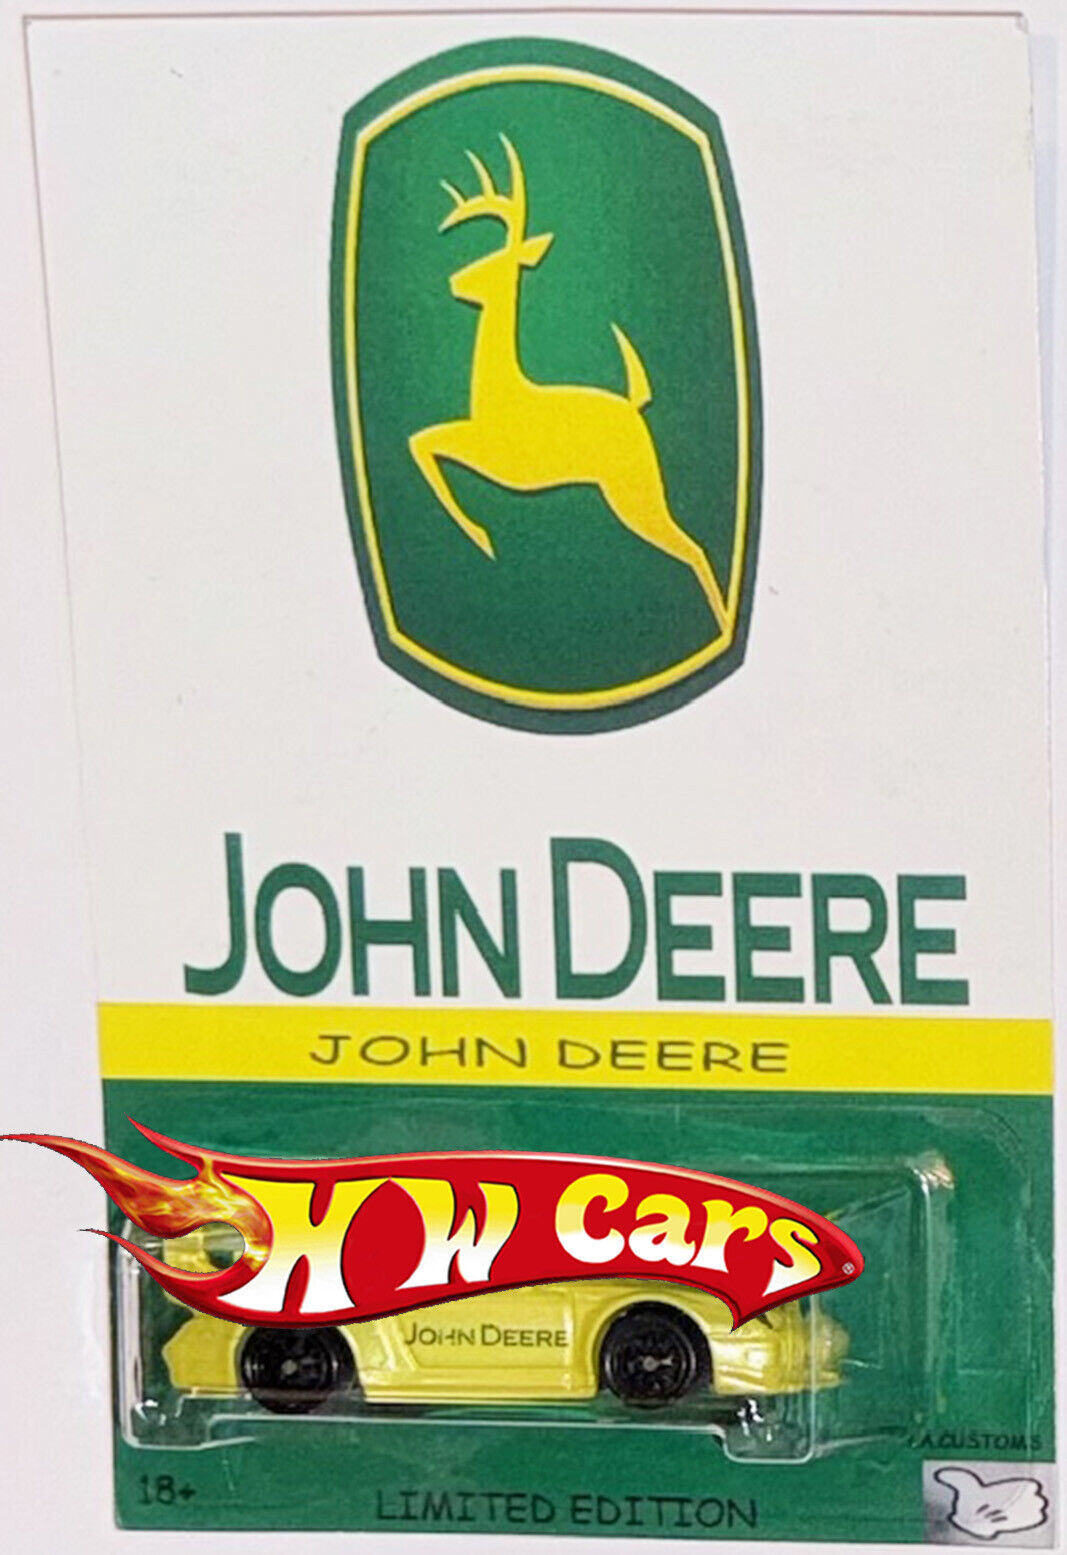 JOHN DEERE
JOHN DEERE
HW Cars
®
JOHN DEERE
A.CUSTOMS
18+
LIMITED EDITION